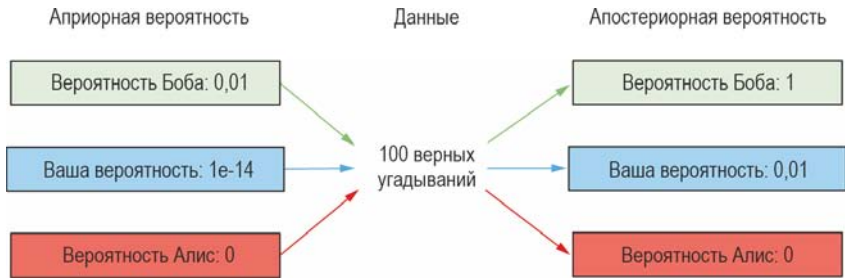 Априорная вероятность
Данные
Апостериорная вероятность
Вероятность Боба: 0,01
Вероятность Боба: 1
Ваша вероятность: 1e-14
100 верных
угадываний
Ваша вероятность: 0,01
Вероятность Алис: 0
Вероятность Алис: 0